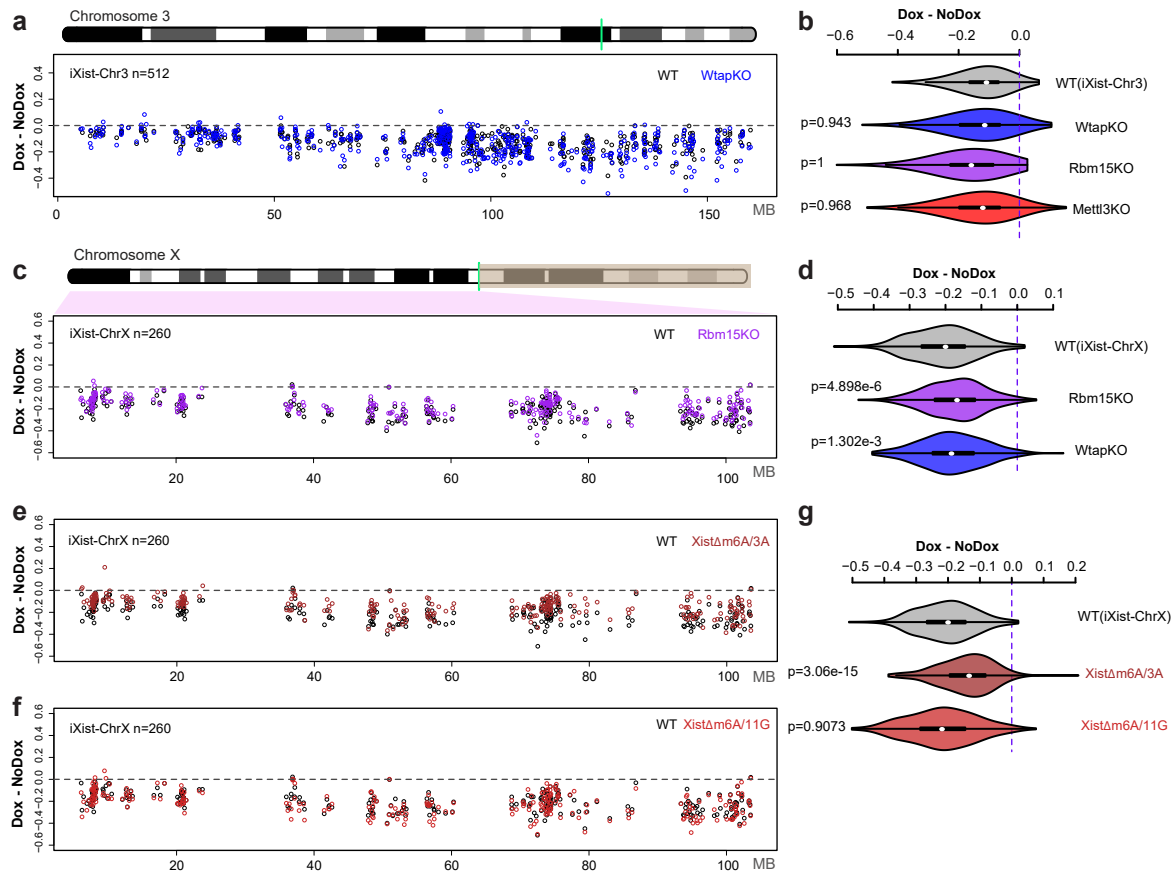 a
Chromosome 3
iXist-Chr3 n=512
WT WtapKO
Dox - NoDox
0.4
0.2
0.0
−0.2
−0.4
0 50 100 150 MB
b
Dox - NoDox
−0.6 −0.4 −0.2 0.0
WT(iXist-Chr3)
p=0.943 WtapKO
p=1 Rbm15KO
p=0.968 Mettl3KO
c
Chromosome X
iXist-ChrX n=260
WT Rbm15KO
Dox - NoDox
0.6
0.4
0.2
0.0
−0.2
−0.4
−0.6
20 40 60 80 100 MB
d
Dox - NoDox
−0.5 −0.4 −0.3 −0.2 −0.1 0.0 0.1
WT(iXist-ChrX)
p=4.898e-6 Rbm15KO
p=1.302e-3 WtapKO
e
iXist-ChrX n=260
WT XistΔm6A/3A
Dox - NoDox
0.6
0.4
0.2
0.0
−0.2
−0.4
−0.6
20 40 60 80 100 MB
f
iXist-ChrX n=260
WT XistΔm6A/11G
Dox - NoDox
0.6
0.4
0.2
0.0
−0.2
−0.4
−0.6
20 40 60 80 100 MB
g
Dox - NoDox
−0.5 −0.4 −0.3 −0.2 −0.1 0.0 0.1 0.2
WT(iXist-ChrX)
p=3.06e-15 XistΔm6A/3A
p=0.9073 XistΔm6A/11G